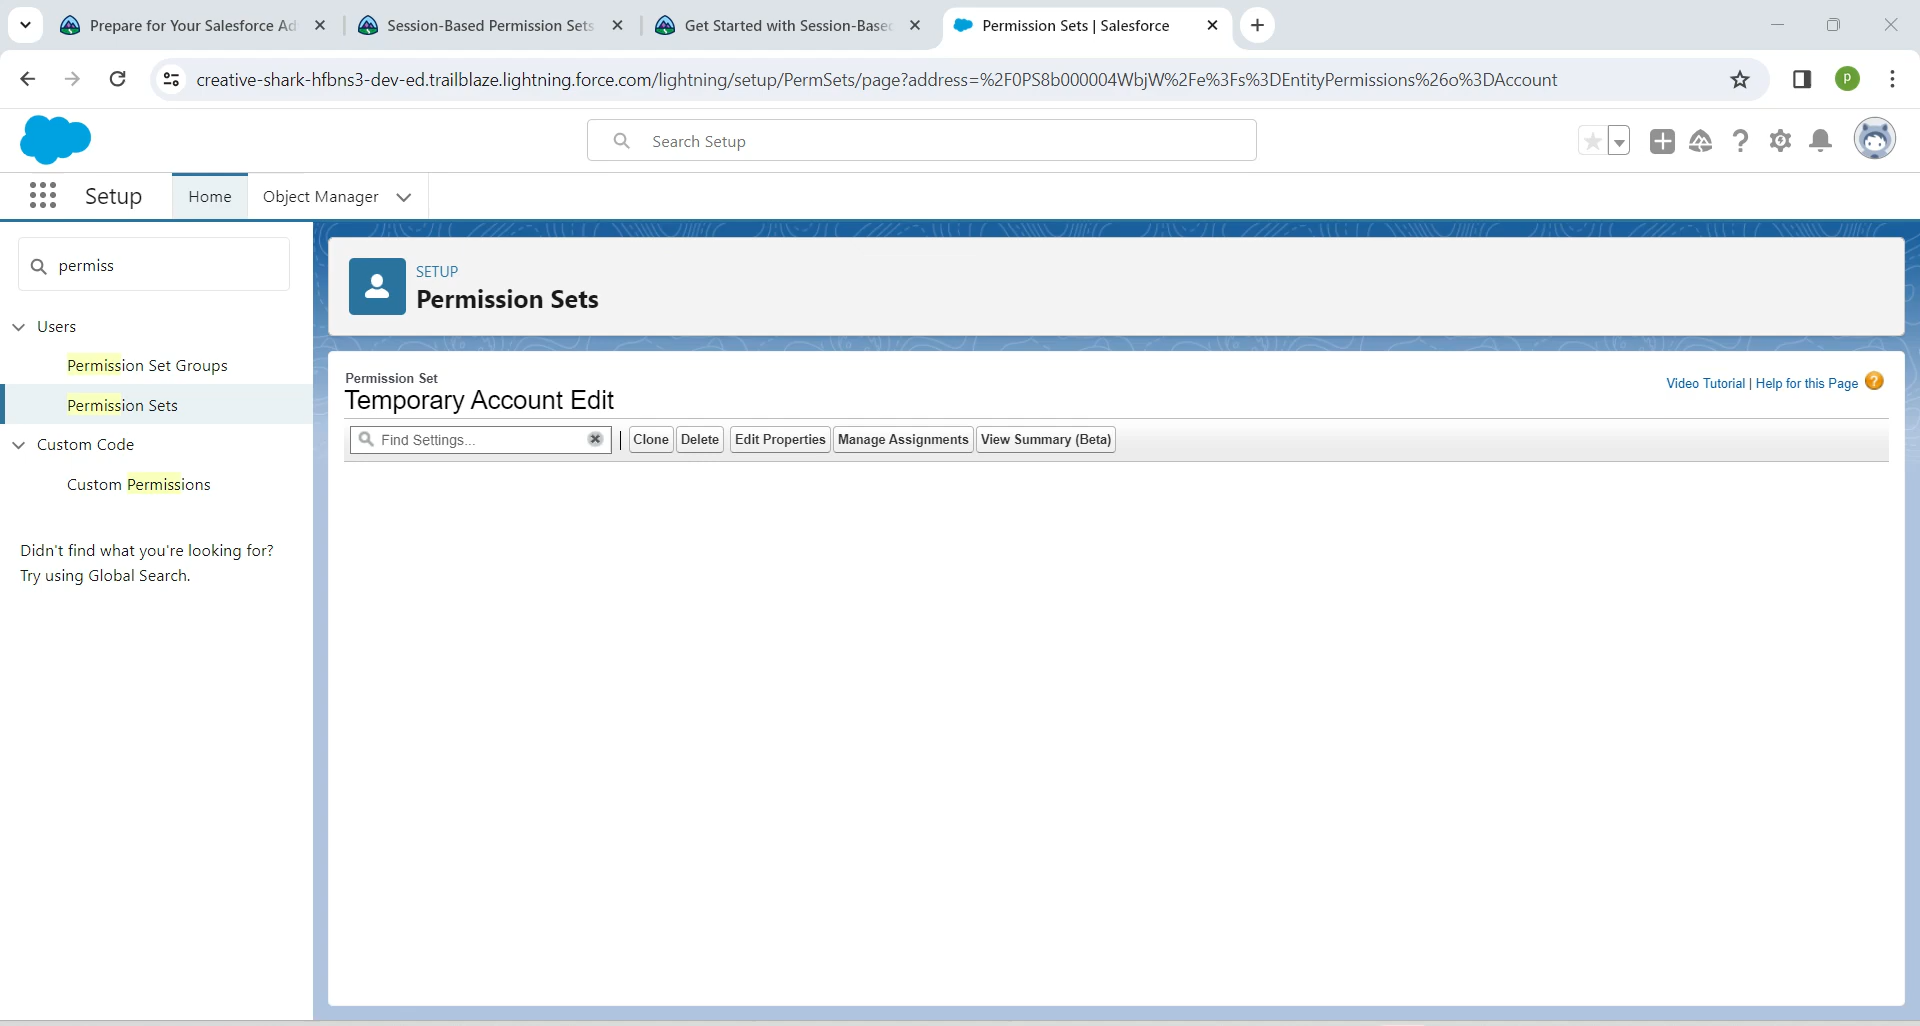 Prepare for Your Salesforce Ad
Session-Based Permission Sets
Get Started with Session-Based
Permission Sets | Salesforce
creative-shark-hfbns3-dev-ed.trailblaze.lightning.force.com/lightning/setup/PermSets/page?address=%2F0PS8b000004WbjW%2Fe%3Fs%3DEntityPermissions%26o%3DAccount
P
Search Setup
Setup
Home
Object Manager
permiss
Users
Permission Set Groups
Permission Sets
Custom Code
Custom Permissions
Didn't find what you're looking for?
Try using Global Search.
SETUP
Permission Sets
Permission Set
Temporary Account Edit
Video Tutorial | Help for this Page
Find Settings...
Clone
Delete
Edit Properties
Manage Assignments
View Summary (Beta)